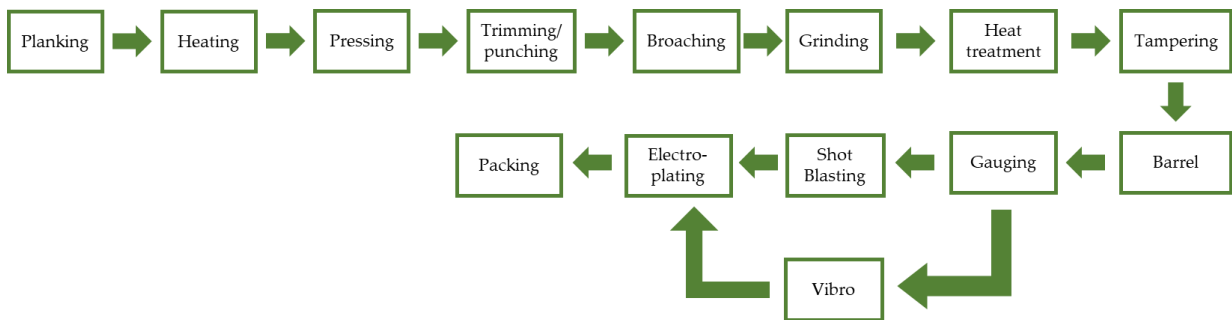 Planking
Heating
Pressing
Trimming/
punching
Broaching
Grinding
Heat
treatment
Tampering
Packing
Electro-
plating
Shot
Blasting
Gauging
Barrel
Vibro